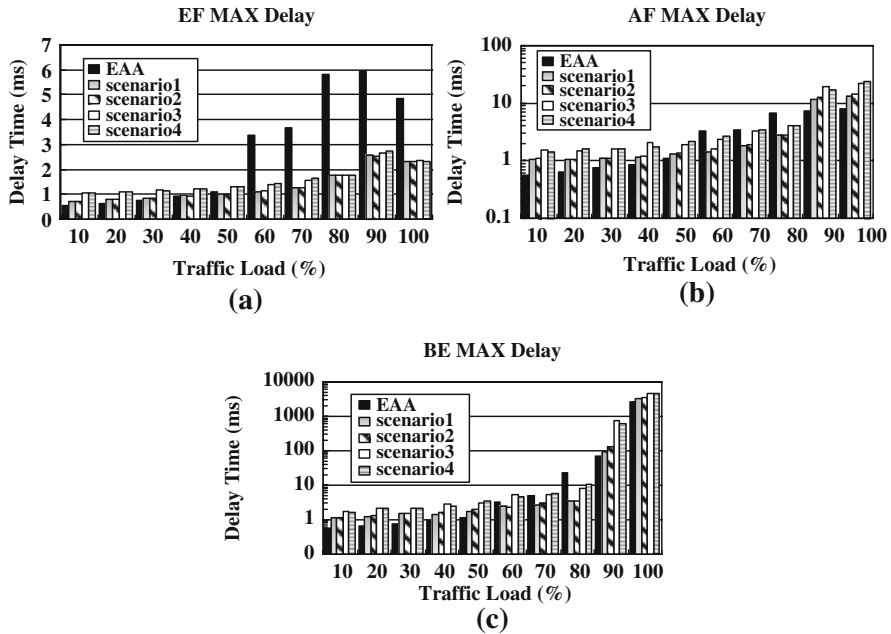 EF MAX Delay
Delay Time (ms)
7
6
5
4
3
2
1
0
EAA
scenario1
scenario2
scenario3
scenario4
10 20 30 40 50 60 70 80 90 100
Traffic Load (%)
(a)
AF MAX Delay
Delay Time (ms)
100
10
1
0.1
EAA
scenario1
scenario2
scenario3
scenario4
10 20 30 40 50 60 70 80 90 100
Traffic Load (%)
(b)
BE MAX Delay
Delay Time (ms)
10000
1000
100
10
1
0
EAA
scenario1
scenario2
scenario3
scenario4
10 20 30 40 50 60 70 80 90 100
Traffic Load (%)
(c)